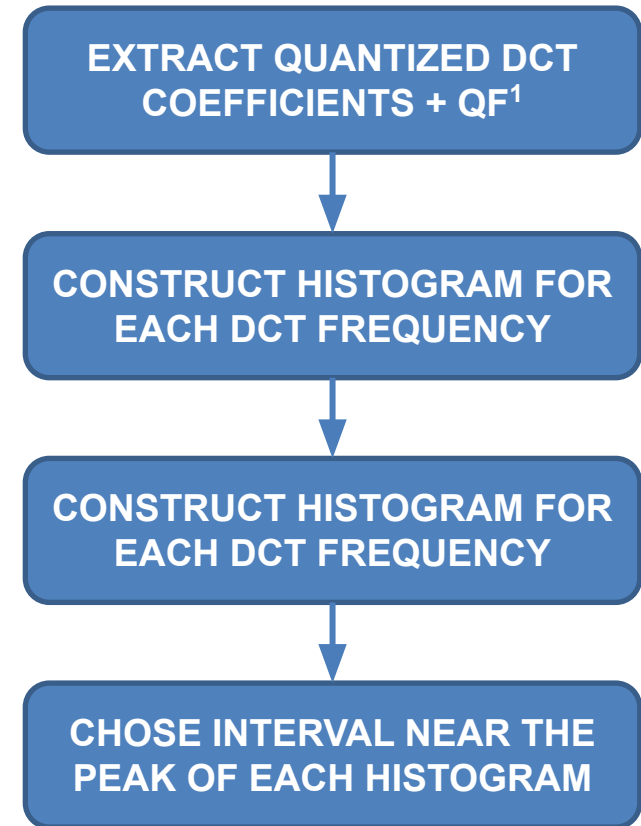 EXTRACT QUANTIZED DCT
COEFFICIENTS + QF¹
CONSTRUCT HISTOGRAM FOR
EACH DCT FREQUENCY
CONSTRUCT HISTOGRAM FOR
EACH DCT FREQUENCY
CHOSE INTERVAL NEAR THE
PEAK OF EACH HISTOGRAM